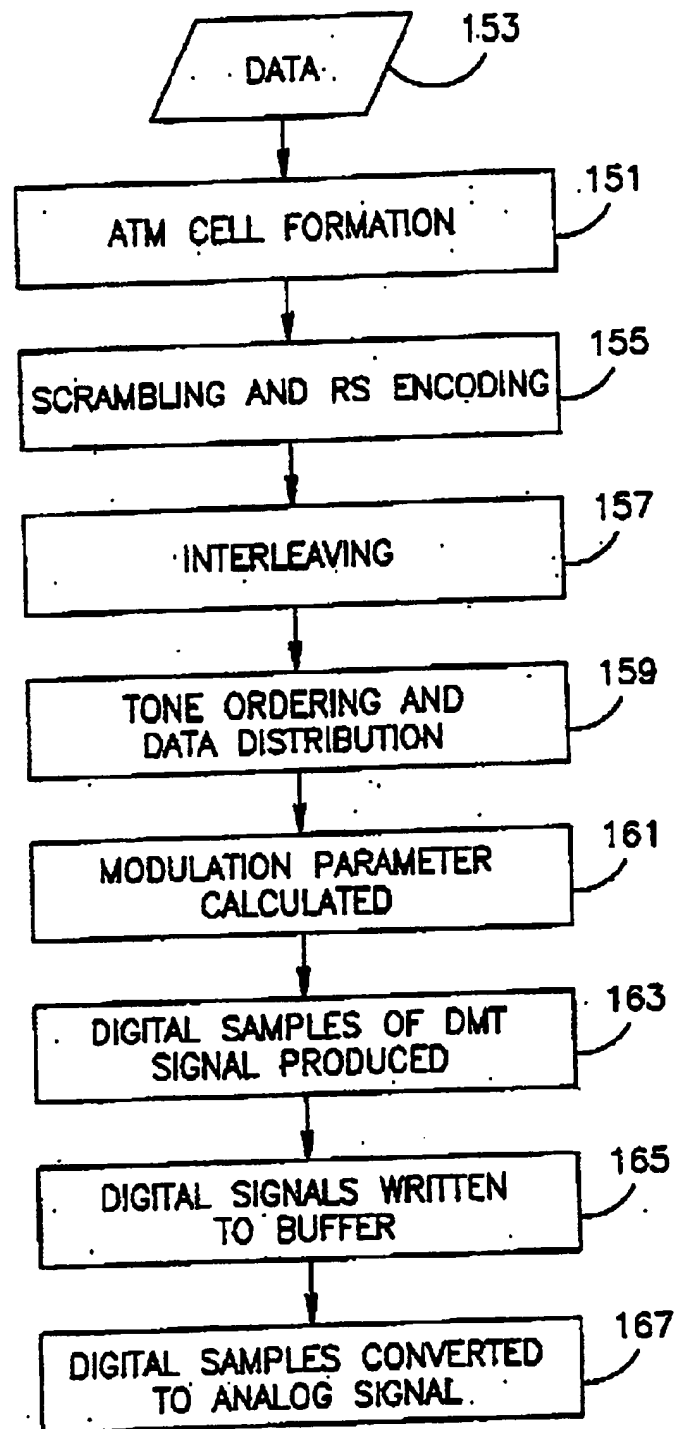 153
DATA
151
ATM CELL FORMATION
155
SCRAMBLING AND RS ENCODING
157
INTERLEAVING
159
TONE ORDERING AND
DATA DISTRIBUTION
161
MODULATION PARAMETER
CALCULATED
163
DIGITAL SAMPLES OF DMT
SIGNAL PRODUCED
165
DIGITAL SIGNALS WRITTEN
TO BUFFER
167
DIGITAL SAMPLES CONVERTED
TO ANALOG SIGNAL